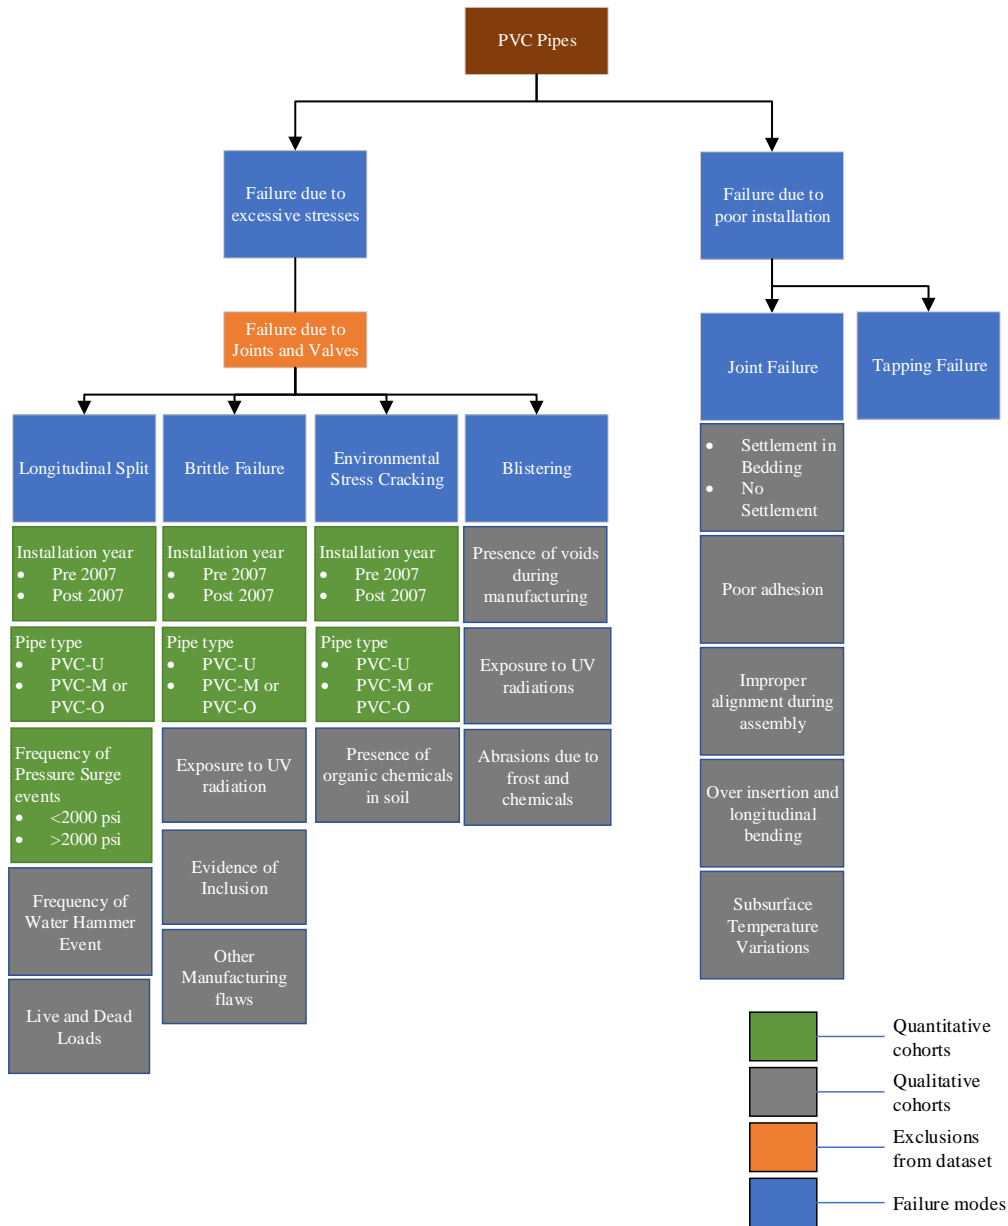 PVC Pipes
Failure due to
excessive stresses
Failure due to
poor installation
Failure due to
Joints and Valves
Joint Failure
Tapping Failure
Longitudinal Split
Brittle Failure
Environmental
Stress Cracking
Blistering
Installation year
• Pre 2007
• Post 2007
Pipe type
• PVC-U
• PVC-M or
PVC-O
Frequency of
Pressure Surge
events
• <2000 psi
• >2000 psi
Frequency of
Water Hammer
Event
Live and Dead
Loads
Installation year
• Pre 2007
• Post 2007
Pipe type
• PVC-U
• PVC-M or
PVC-O
Exposure to UV
radiation
Evidence of
Inclusion
Other
Manufacturing
flaws
Installation year
• Pre 2007
• Post 2007
Pipe type
• PVC-U
• PVC-M or
PVC-O
Presence of
organic chemicals
in soil
Presence of voids
during
manufacturing
Exposure to UV
radiations
Abrasions due to
frost and
chemicals
• Settlement in
Bedding
• No
Settlement
Poor adhesion
Improper
alignment during
assembly
Over insertion and
longitudinal
bending
Subsurface
Temperature
Variations
Quantitative
cohorts
Qualitative
cohorts
Exclusions
from dataset
Failure modes